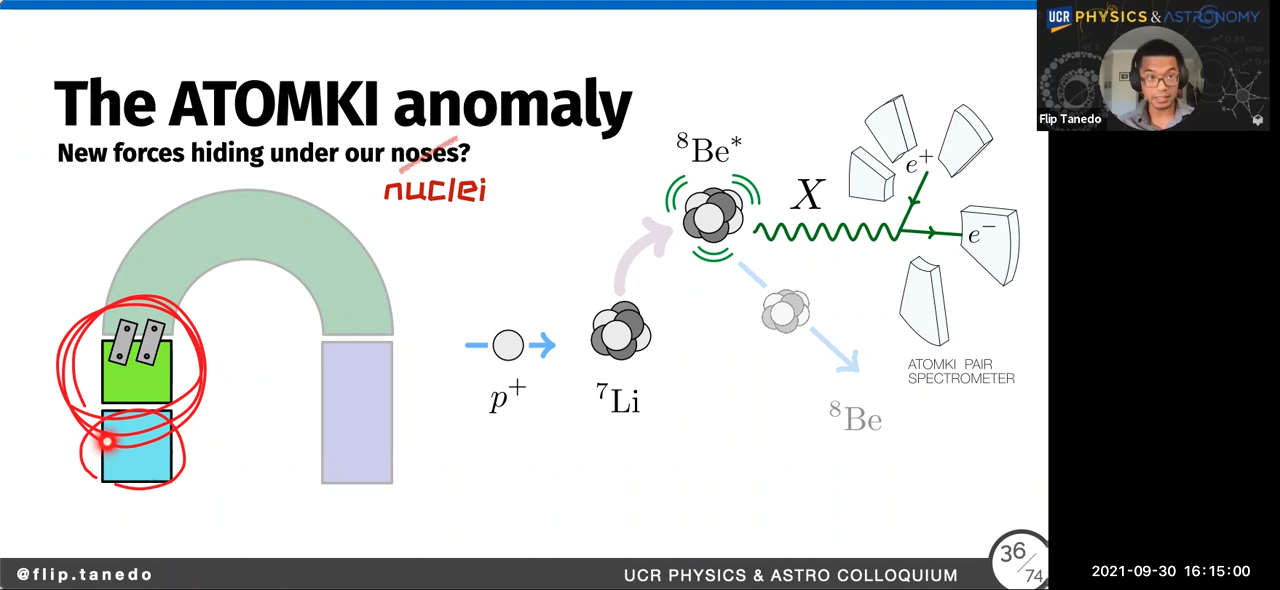 The ATOMKI anomaly
New forces hiding under our noses?
nuclei
⁸Be*
X
e⁺
e⁻
p⁺
⁷Li
⁸Be
ATOMKI PAIR
SPECTROMETER
@flip.tanedo
UCR PHYSICS & ASTRO COLLOQUIUM
36/74
UCR PHYSICS & ASTRONOMY
Flip Tanedo
2021-09-30 16:15:00